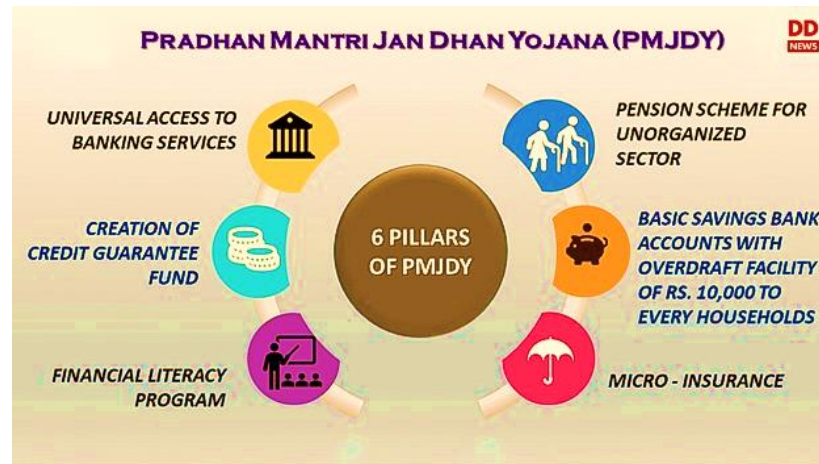 PRADHAN MANTRI JAN DHAN YOJANA (PMJDY)
DD
NEWS
UNIVERSAL ACCESS TO
BANKING SERVICES
CREATION OF
CREDIT GUARANTEE
FUND
FINANCIAL LITERACY
PROGRAM
6 PILLARS
OF PMJDY
PENSION SCHEME FOR
UNORGANIZED
SECTOR
BASIC SAVINGS BANK
ACCOUNTS WITH
OVERDRAFT FACILITY
OF RS. 10,000 TO
EVERY HOUSEHOLDS
MICRO - INSURANCE